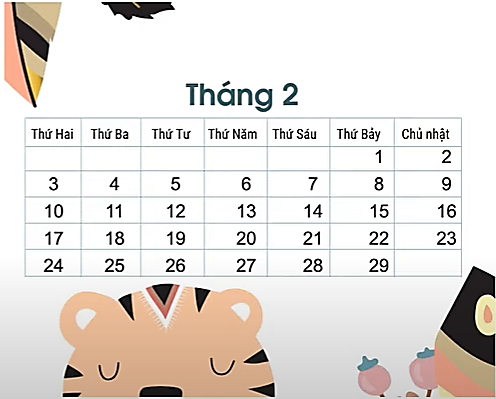 Tháng 2
Thứ Hai Thứ Ba Thứ Tư Thứ Năm Thứ Sáu Thứ Bảy Chủ nhật
1 2
3 4 5 6 7 8 9
10 11 12 13 14 15 16
17 18 19 20 21 22 23
24 25 26 27 28 29